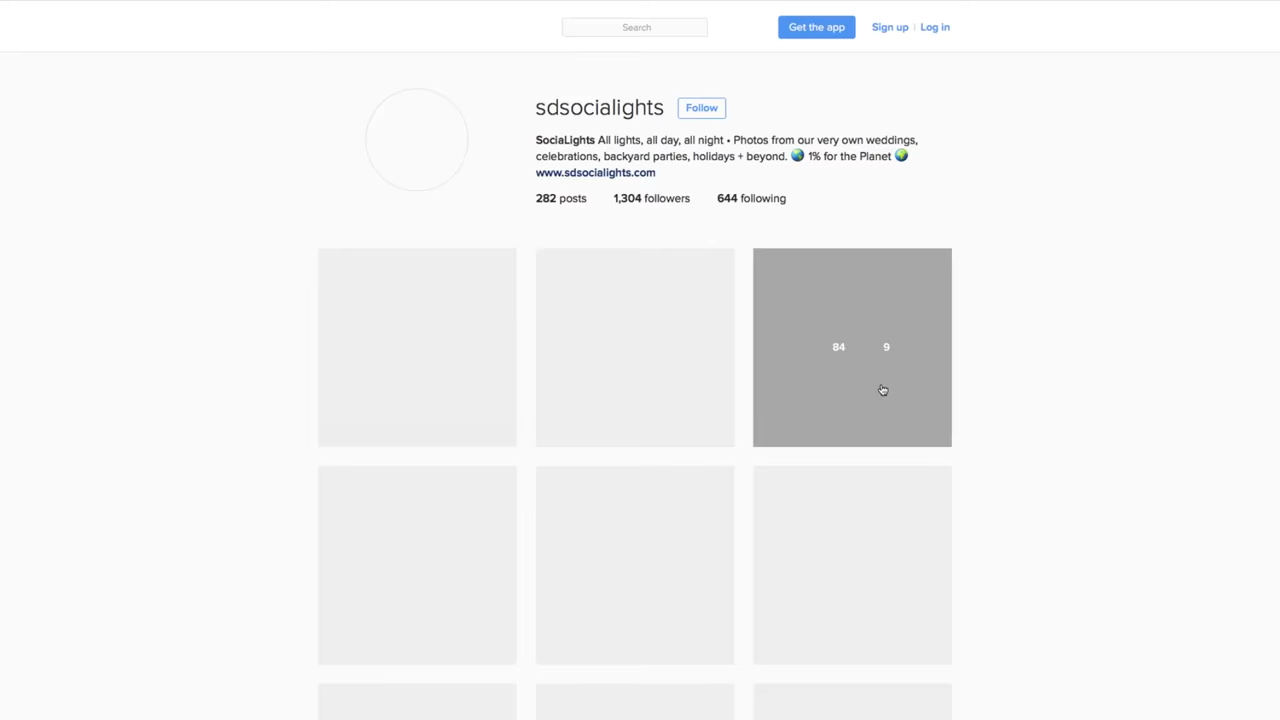 Search
Get the app
Sign up | Log in
sdsocialights
Follow
SociaLights All lights, all day, all night • Photos from our very own weddings,
celebrations, backyard parties, holidays + beyond. 🌎 1% for the Planet 🌍
www.sdsocialights.com
282 posts 1,304 followers 644 following
84 9